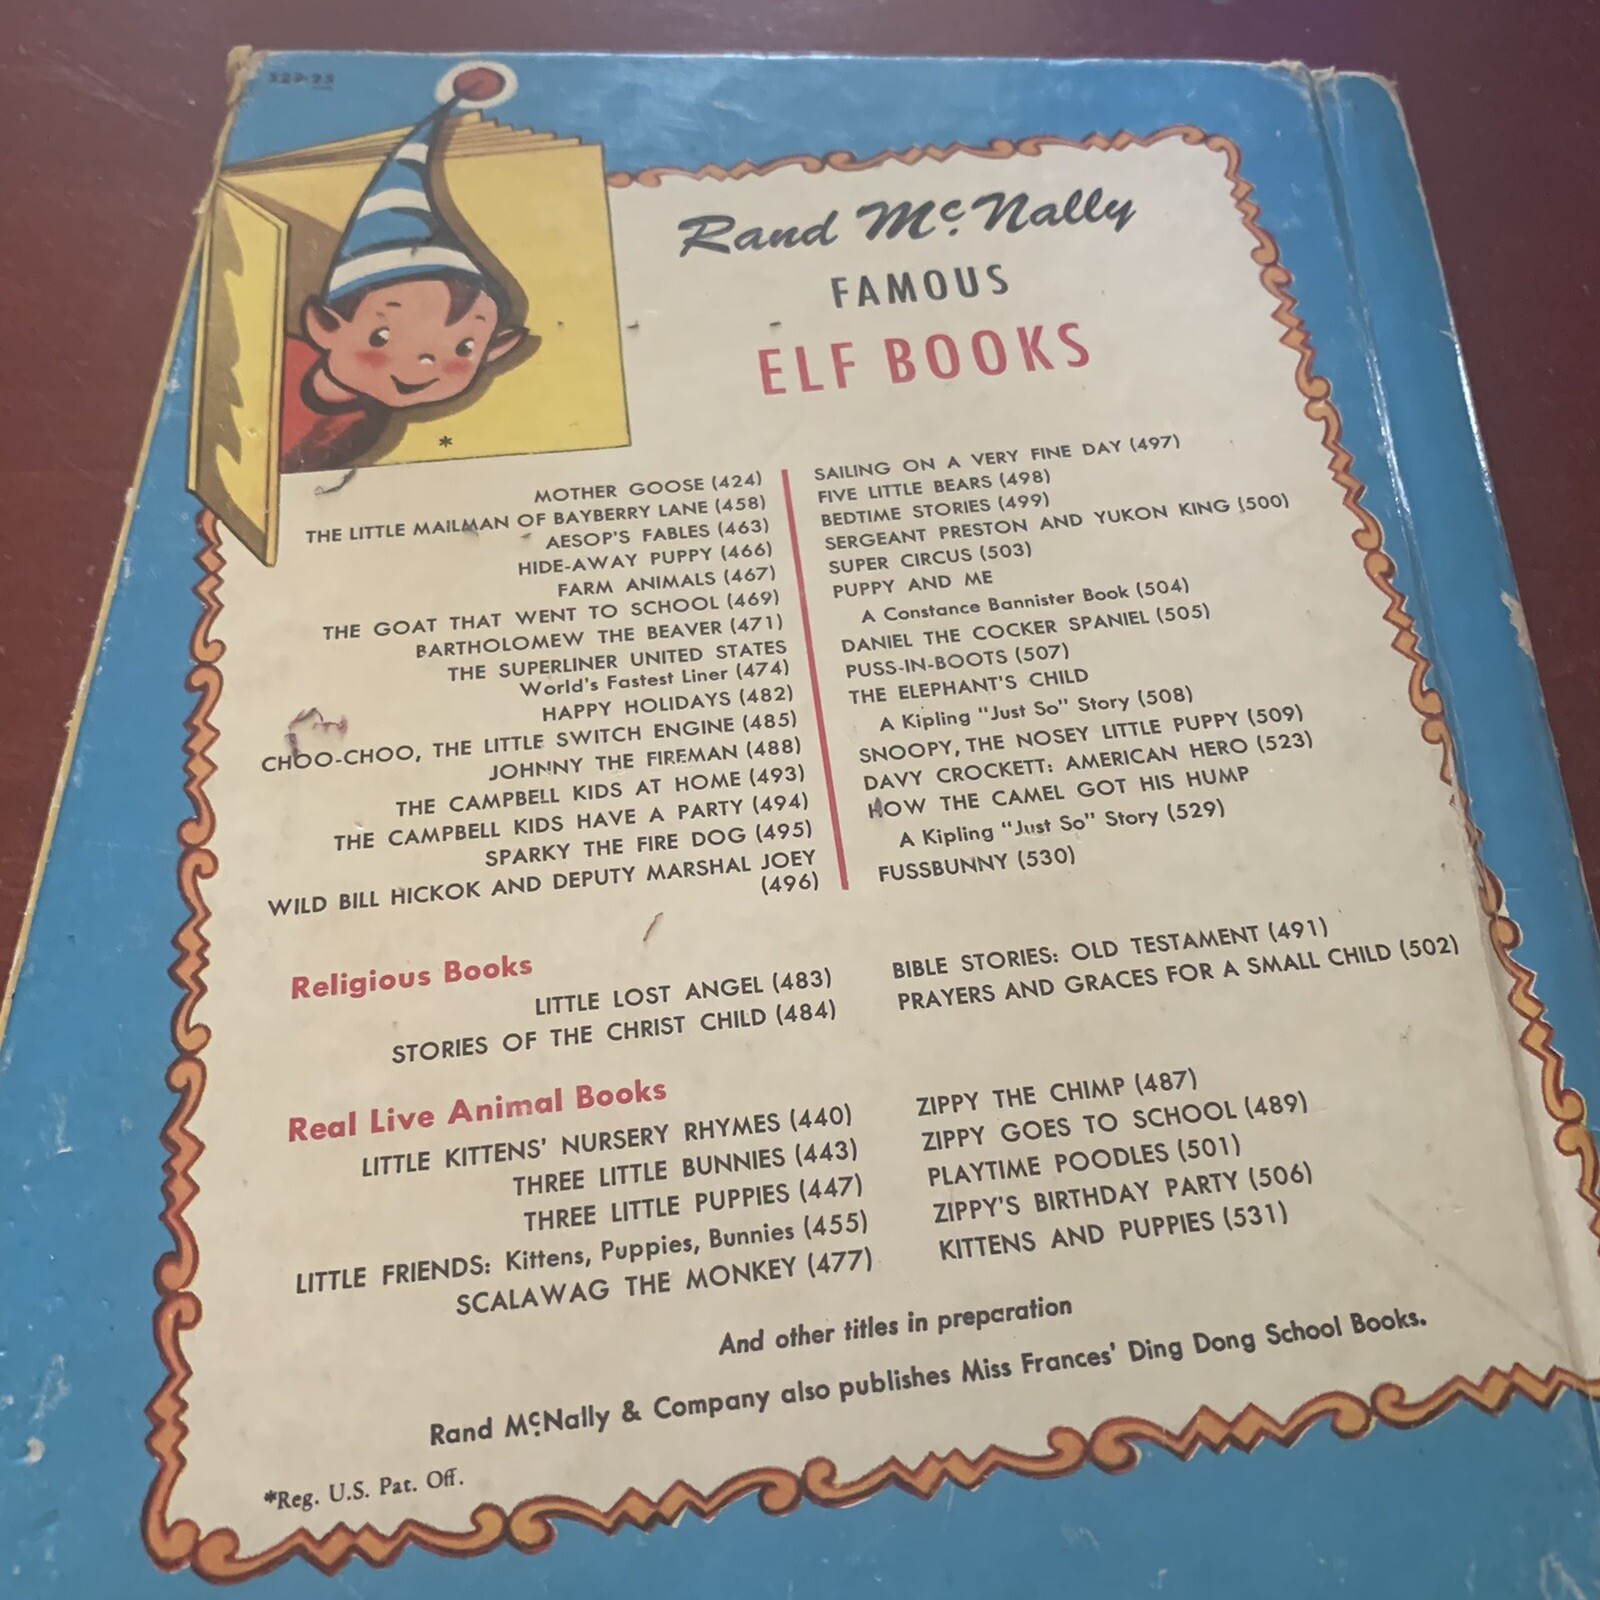 Rand McNally
FAMOUS
ELF BOOKS
*
MOTHER GOOSE (424)
THE LITTLE MAILMAN OF BAYBERRY LANE (458)
AESOP'S FABLES (463)
HIDE-AWAY PUPPY (466)
FARM ANIMALS (467)
THE GOAT THAT WENT TO SCHOOL (469)
BARTHOLOMEW THE BEAVER (471)
THE SUPERLINER UNITED STATES
World's Fastest Liner (474)
HAPPY HOLIDAYS (482)
CHOO-CHOO, THE LITTLE SWITCH ENGINE (485)
JOHNNY THE FIREMAN (488)
THE CAMPBELL KIDS AT HOME (493)
THE CAMPBELL KIDS HAVE A PARTY (494)
SPARKY THE FIRE DOG (495)
WILD BILL HICKOK AND DEPUTY MARSHAL JOEY
(496)
SAILING ON A VERY FINE DAY (497)
FIVE LITTLE BEARS (498)
BEDTIME STORIES (499)
SERGEANT PRESTON AND YUKON KING (500)
SUPER CIRCUS (503)
PUPPY AND ME
A Constance Bannister Book (504)
DANIEL THE COCKER SPANIEL (505)
PUSS-IN-BOOTS (507)
THE ELEPHANT'S CHILD
A Kipling "Just So" Story (508)
SNOOPY, THE NOSEY LITTLE PUPPY (509)
DAVY CROCKETT: AMERICAN HERO (523)
HOW THE CAMEL GOT HIS HUMP
A Kipling "Just So" Story (529)
FUSSBUNNY (530)
Religious Books
LITTLE LOST ANGEL (483)
STORIES OF THE CHRIST CHILD (484)
BIBLE STORIES: OLD TESTAMENT (491)
PRAYERS AND GRACES FOR A SMALL CHILD (502)
Real Live Animal Books
LITTLE KITTENS' NURSERY RHYMES (440)
THREE LITTLE BUNNIES (443)
THREE LITTLE PUPPIES (447)
LITTLE FRIENDS: Kittens, Puppies, Bunnies (455)
SCALAWAG THE MONKEY (477)
ZIPPY THE CHIMP (487)
ZIPPY GOES TO SCHOOL (489)
PLAYTIME POODLES (501)
ZIPPY'S BIRTHDAY PARTY (506)
KITTENS AND PUPPIES (531)
And other titles in preparation
Rand McNally & Company also publishes Miss Frances' Ding Dong School Books.
*Reg. U.S. Pat. Off.